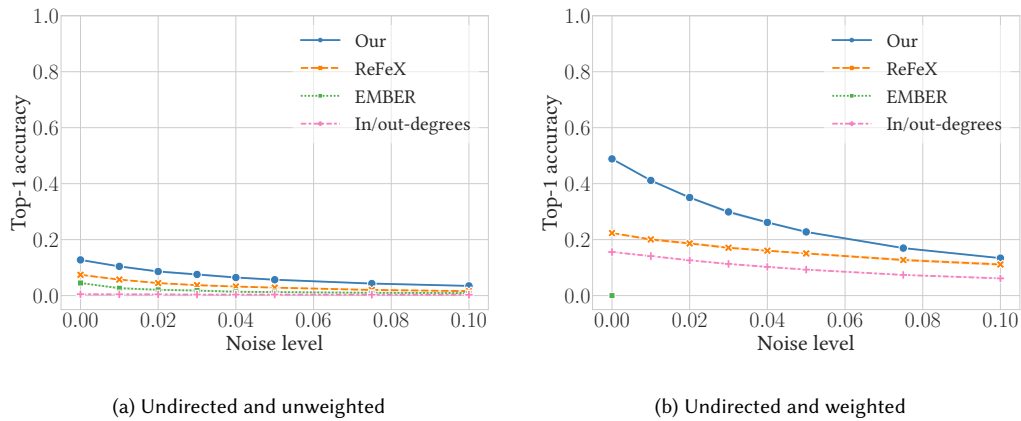 1.0
0.8
0.6
0.4
0.2
0.0
Top-1 accuracy
Our
ReFeX
EMBER
In/out-degrees
0.00 0.02 0.04 0.06 0.08 0.10
Noise level
(a) Undirected and unweighted
1.0
0.8
0.6
0.4
0.2
0.0
Top-1 accuracy
Our
ReFeX
EMBER
In/out-degrees
0.00 0.02 0.04 0.06 0.08 0.10
Noise level
(b) Undirected and weighted